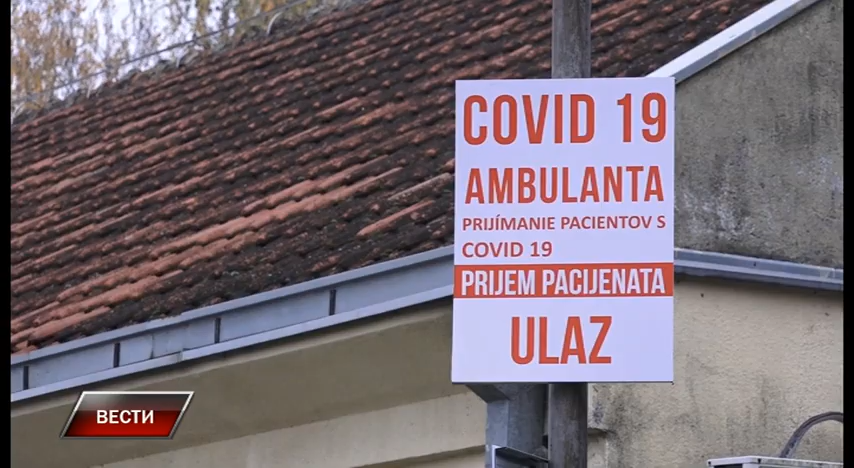 COVID 19
AMBULANTA
PRIJÍMANIE PACIENTOV S
COVID 19
PRIJEM PACIJENATA
ULAZ
ВЕСТИ